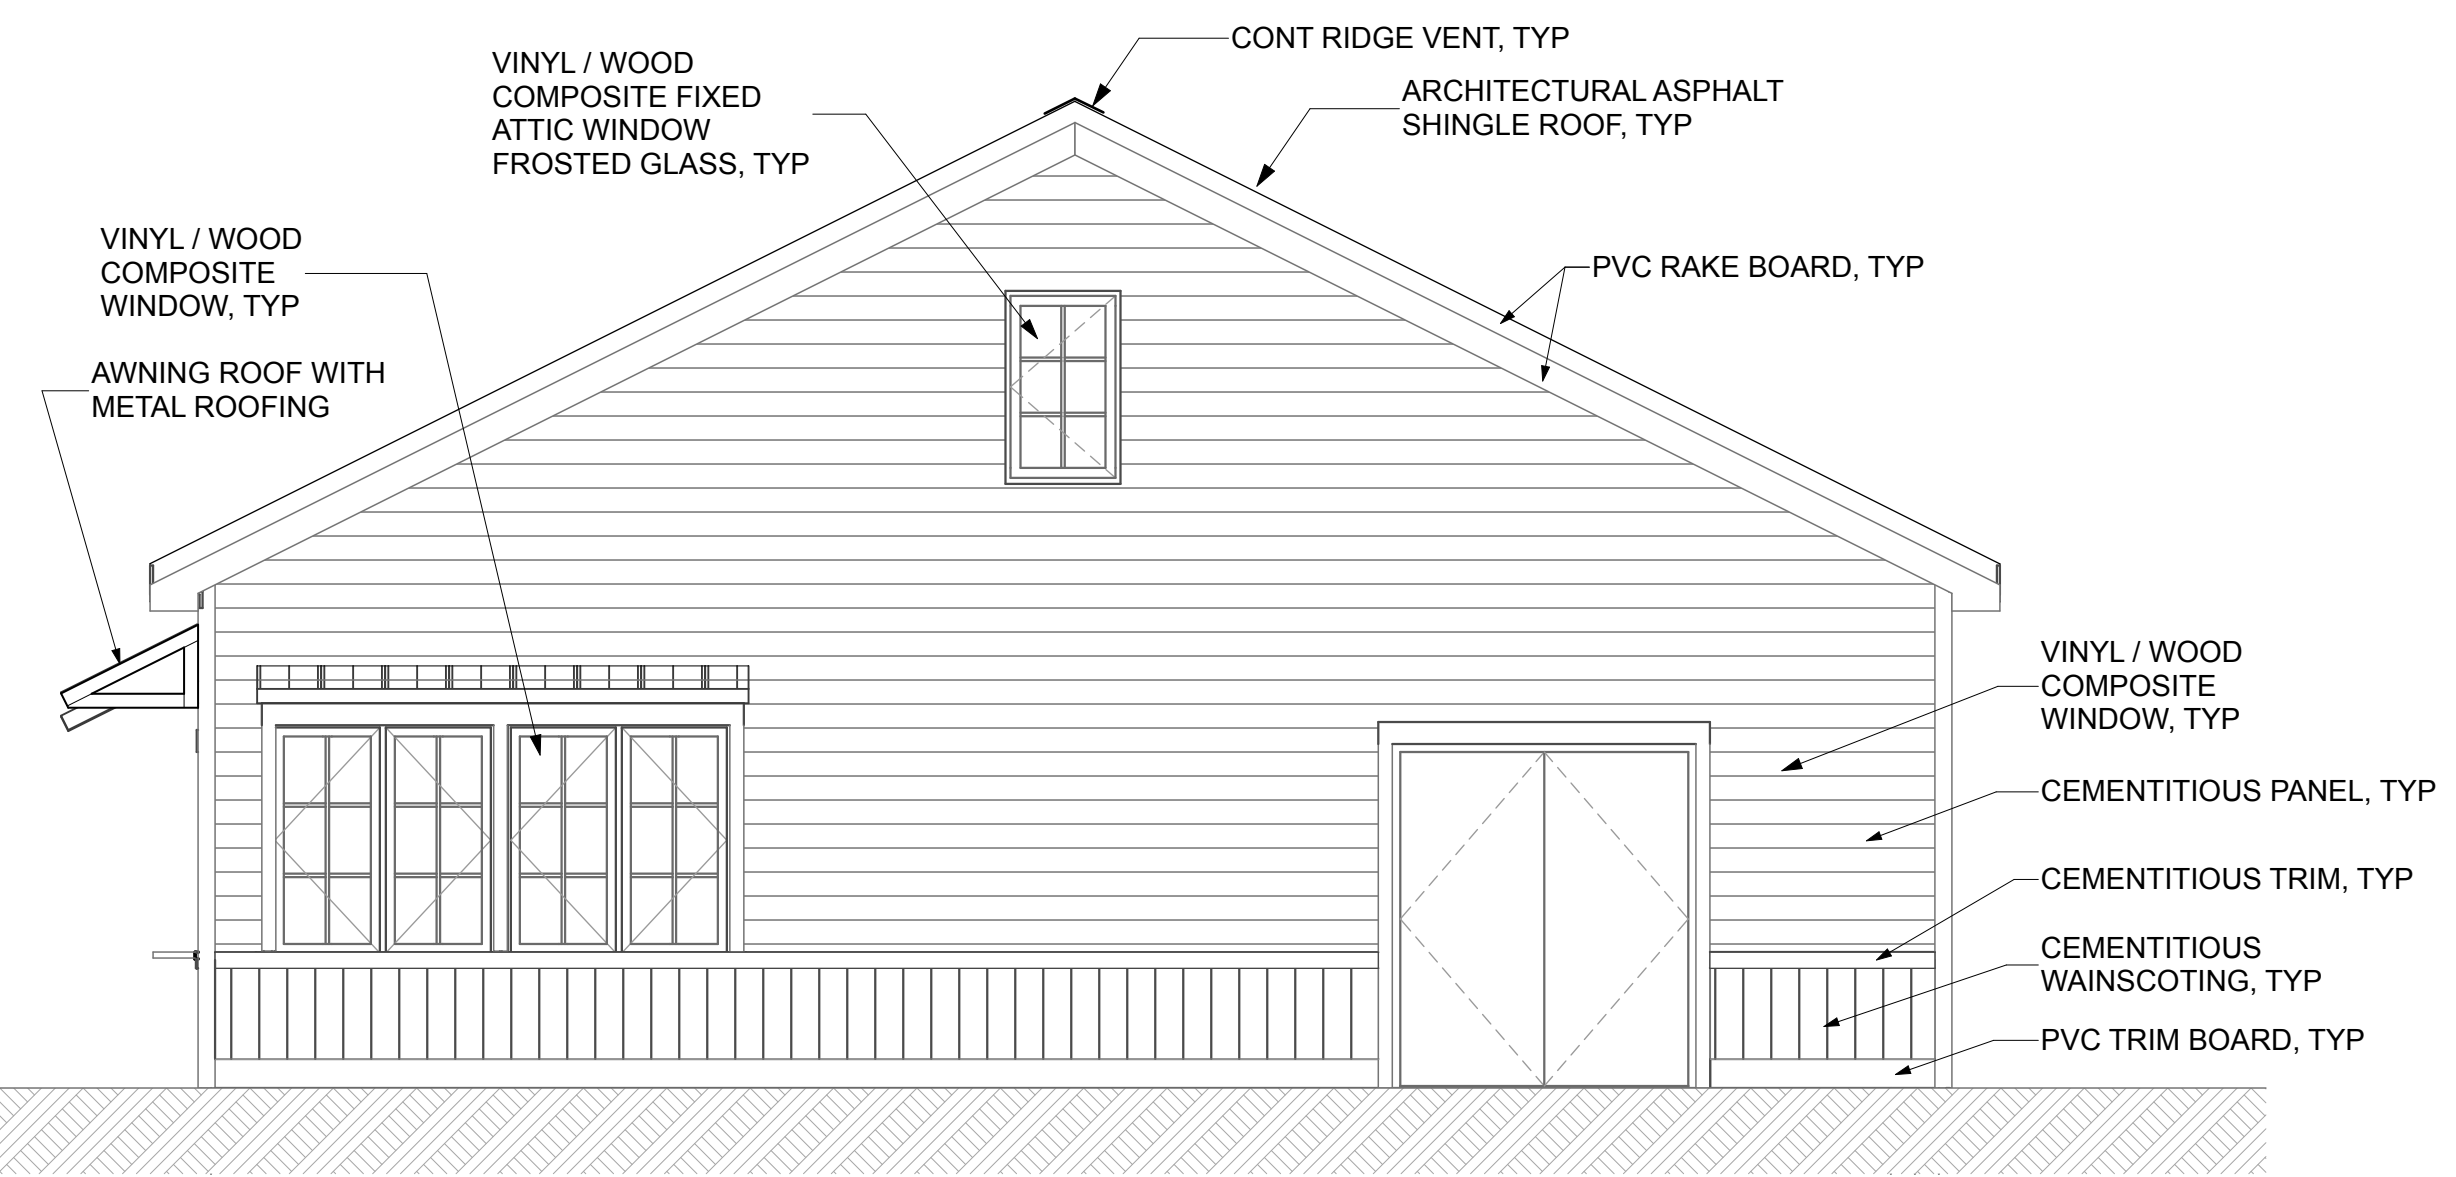 CONT RIDGE VENT, TYP
VINYL / WOOD
COMPOSITE FIXED
ATTIC WINDOW
FROSTED GLASS, TYP
ARCHITECTURAL ASPHALT
SHINGLE ROOF, TYP
VINYL / WOOD
COMPOSITE
WINDOW, TYP
PVC RAKE BOARD, TYP
AWNING ROOF WITH
METAL ROOFING
VINYL / WOOD
COMPOSITE
WINDOW, TYP
CEMENTITIOUS PANEL, TYP
CEMENTITIOUS TRIM, TYP
CEMENTITIOUS
WAINSCOTING, TYP
PVC TRIM BOARD, TYP